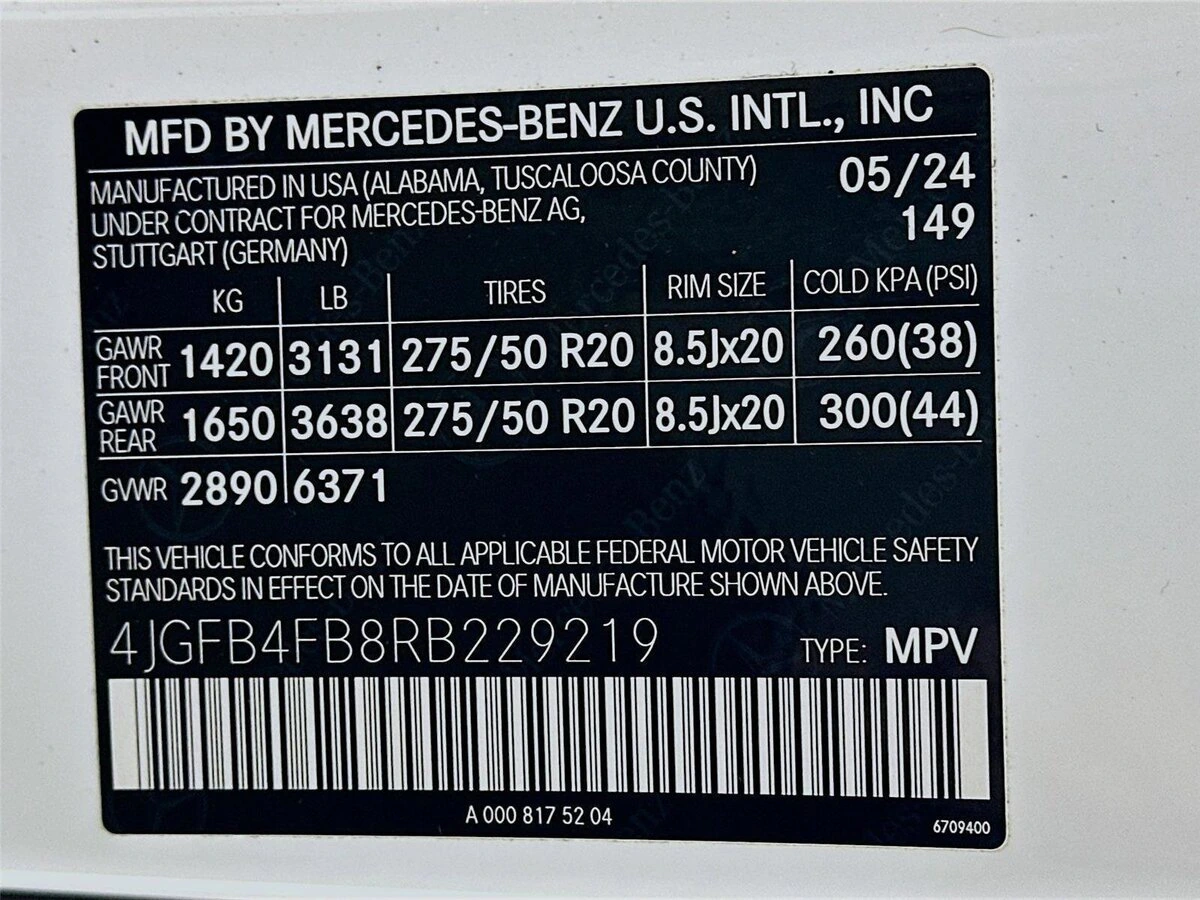 MFD BY MERCEDES-BENZ U.S. INTL., INC
MANUFACTURED IN USA (ALABAMA, TUSCALOOSA COUNTY) 05/24
UNDER CONTRACT FOR MERCEDES-BENZ AG, 149
STUTTGART (GERMANY)
KG LB TIRES RIM SIZE COLD KPA (PSI)
GAWR FRONT 1420 3131 275/50 R20 8.5Jx20 260(38)
GAWR REAR 1650 3638 275/50 R20 8.5Jx20 300(44)
GVWR 2890 6371
THIS VEHICLE CONFORMS TO ALL APPLICABLE FEDERAL MOTOR VEHICLE SAFETY
STANDARDS IN EFFECT ON THE DATE OF MANUFACTURE SHOWN ABOVE.
4JGFB4FB8RB229219 TYPE: MPV
A 000 817 52 04
6709400